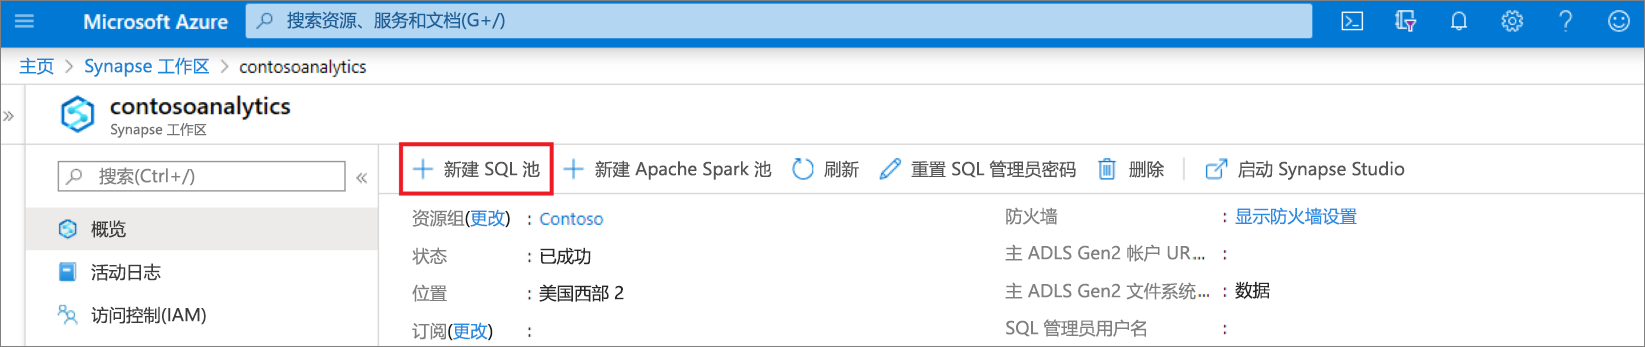 Microsoft Azure 搜索资源、服务和文档(G+/)
主页 > Synapse 工作区 > contosoanalytics
contosoanalytics
Synapse 工作区
搜索(Ctrl+/)
概览
活动日志
访问控制(IAM)
新建 SQL 池 新建 Apache Spark 池 刷新 重置 SQL 管理员密码 删除 启动 Synapse Studio
资源组(更改) : Contoso
状态 : 已成功
位置 : 美国西部 2
订阅(更改) :
防火墙 : 显示防火墙设置
主 ADLS Gen2 帐户 UR... :
主 ADLS Gen2 文件系统... : 数据
SQL 管理员用户名 :